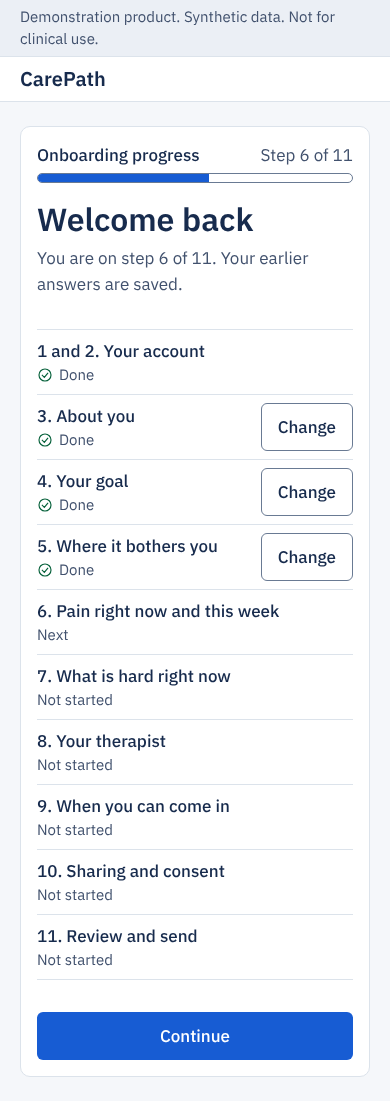 Demonstration product. Synthetic data. Not for
clinical use.
CarePath
Onboarding progress
Step 6 of 11
Welcome back
You are on step 6 of 11. Your earlier
answers are saved.
1 and 2. Your account
Done
3. About you
Done
Change
4. Your goal
Done
Change
5. Where it bothers you
Done
Change
6. Pain right now and this week
Next
7. What is hard right now
Not started
8. Your therapist
Not started
9. When you can come in
Not started
10. Sharing and consent
Not started
11. Review and send
Not started
Continue